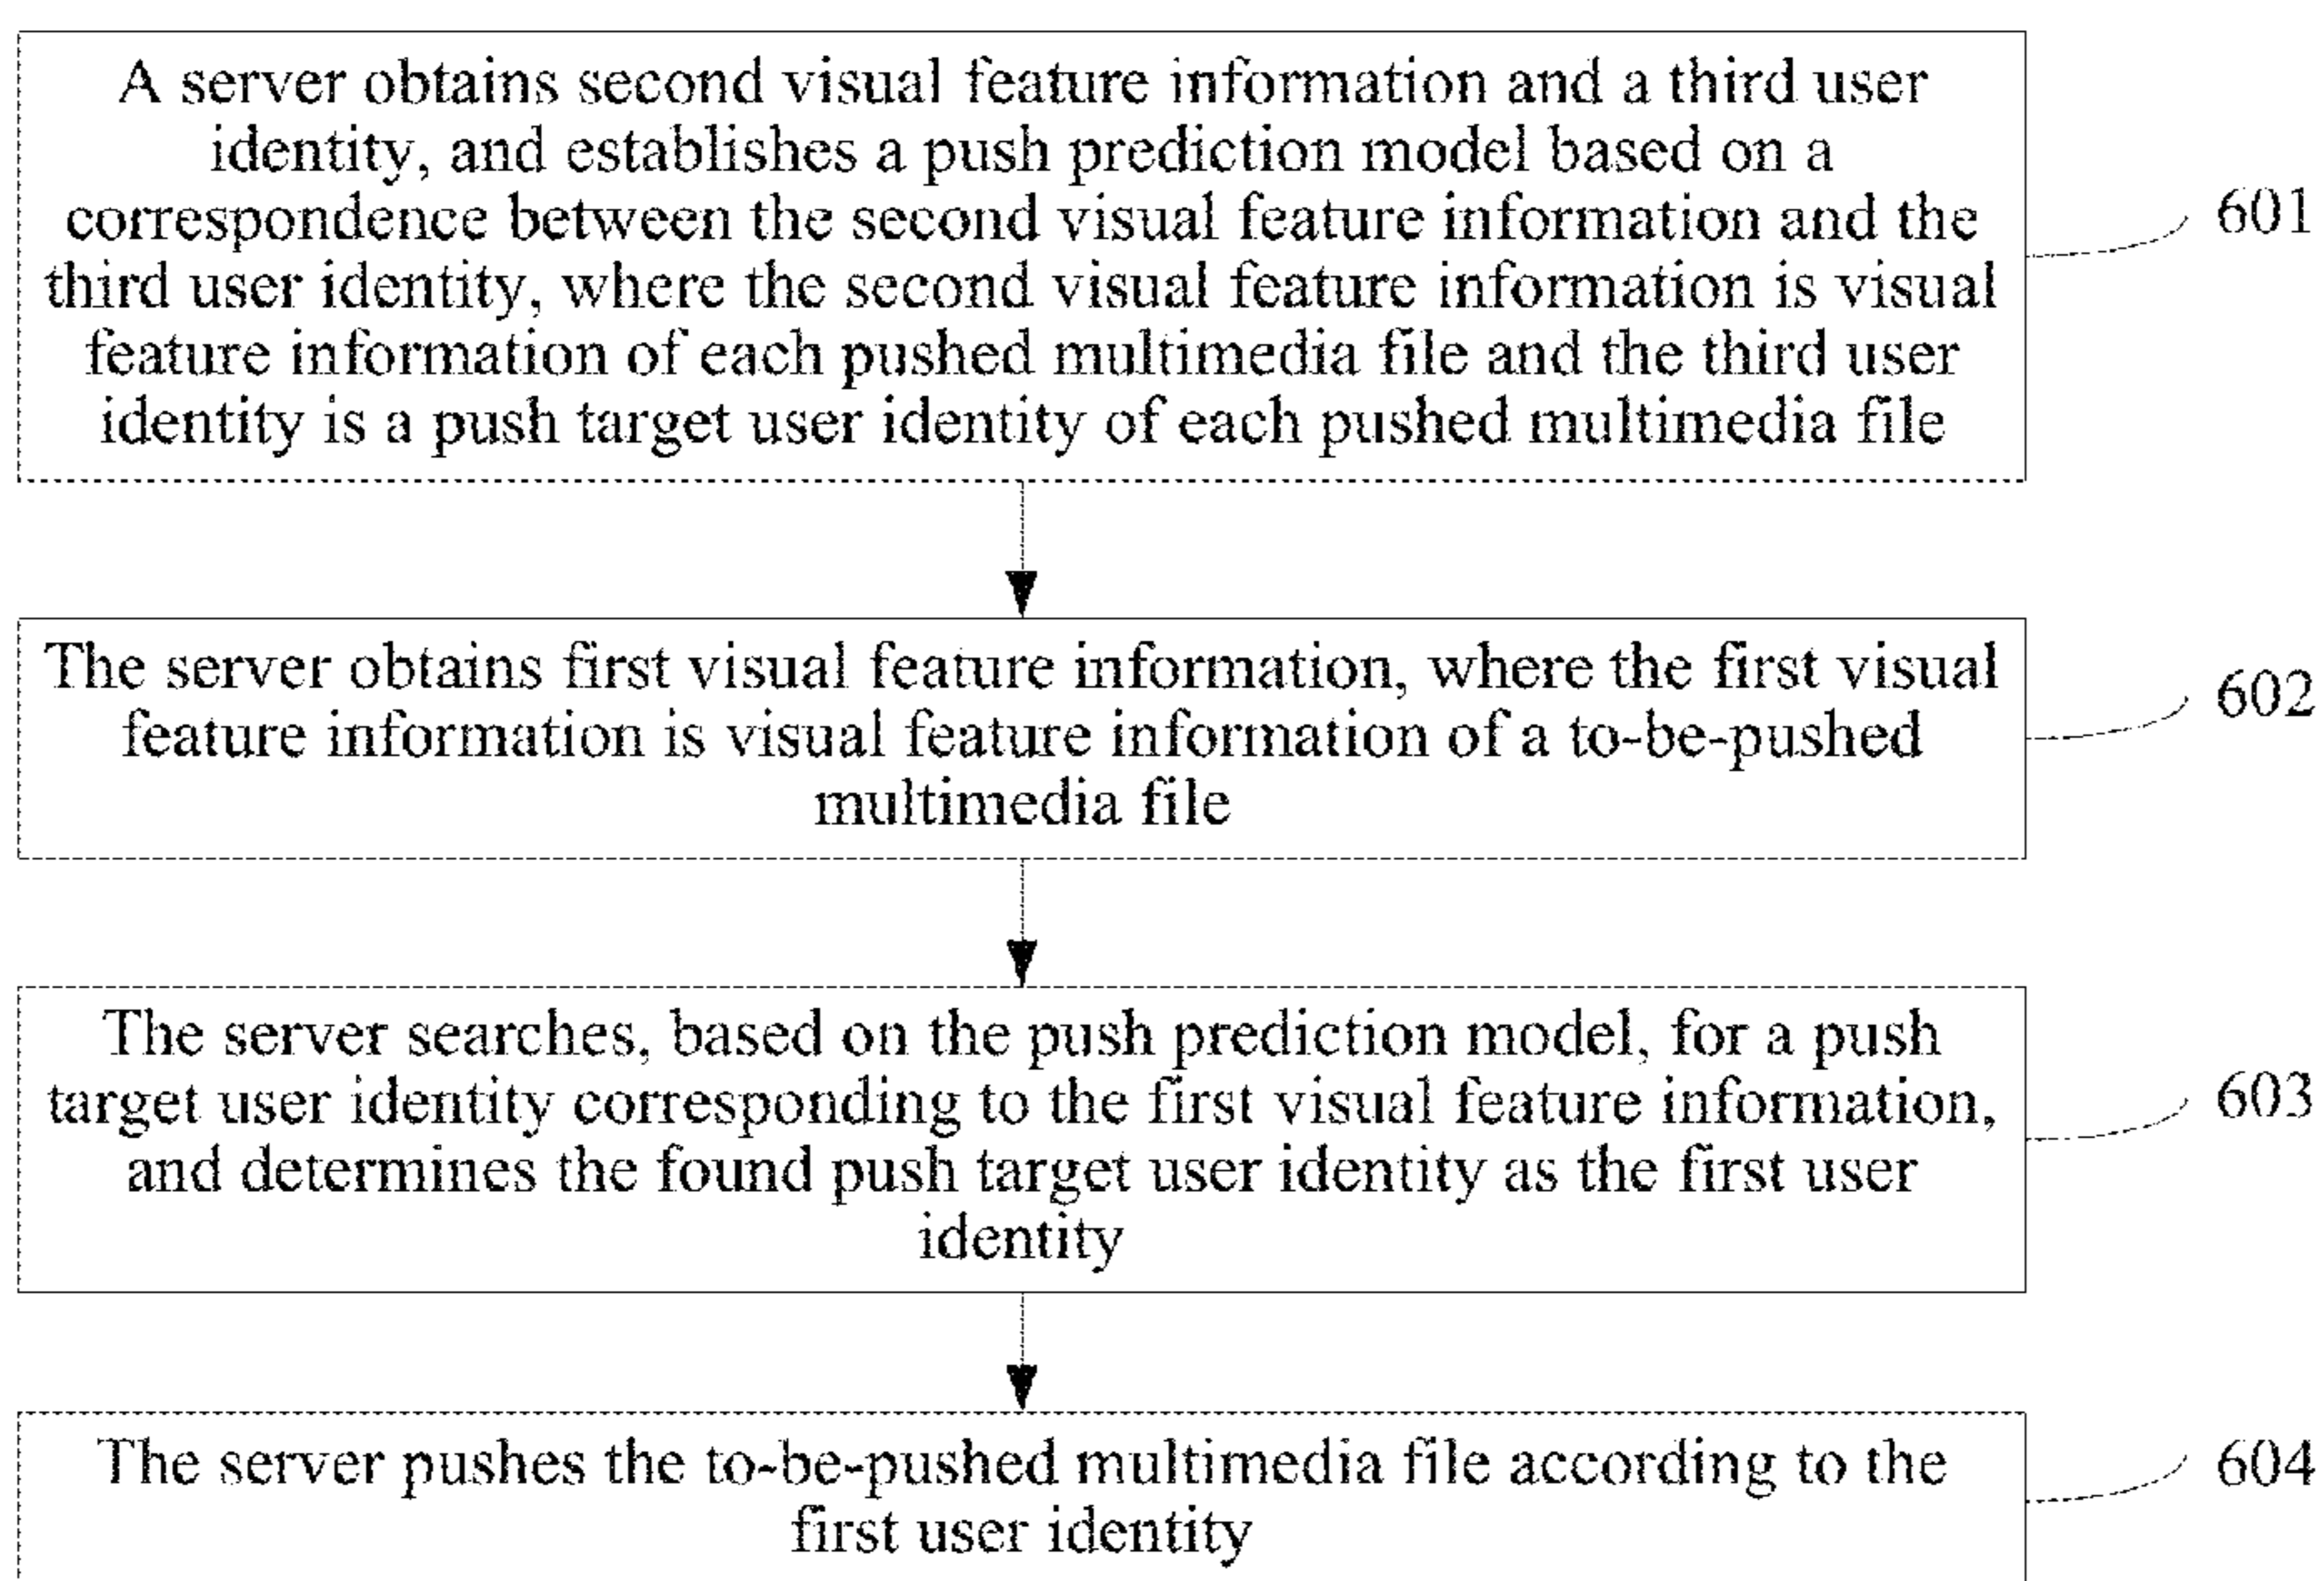 A server obtains second visual feature information and a third user
identity, and establishes a push prediction model based on a
correspondence between the second visual feature information and the
third user identity, where the second visual feature information is visual
feature information of each pushed multimedia file and the third user
identity is a push target user identity of each pushed multimedia file
601
The server obtains first visual feature information, where the first visual
feature information is visual feature information of a to-be-pushed
multimedia file
602
The server searches, based on the push prediction model, for a push
target user identity corresponding to the first visual feature information,
and determines the found push target user identity as the first user
identity
603
The server pushes the to-be-pushed multimedia file according to the
first user identity
604